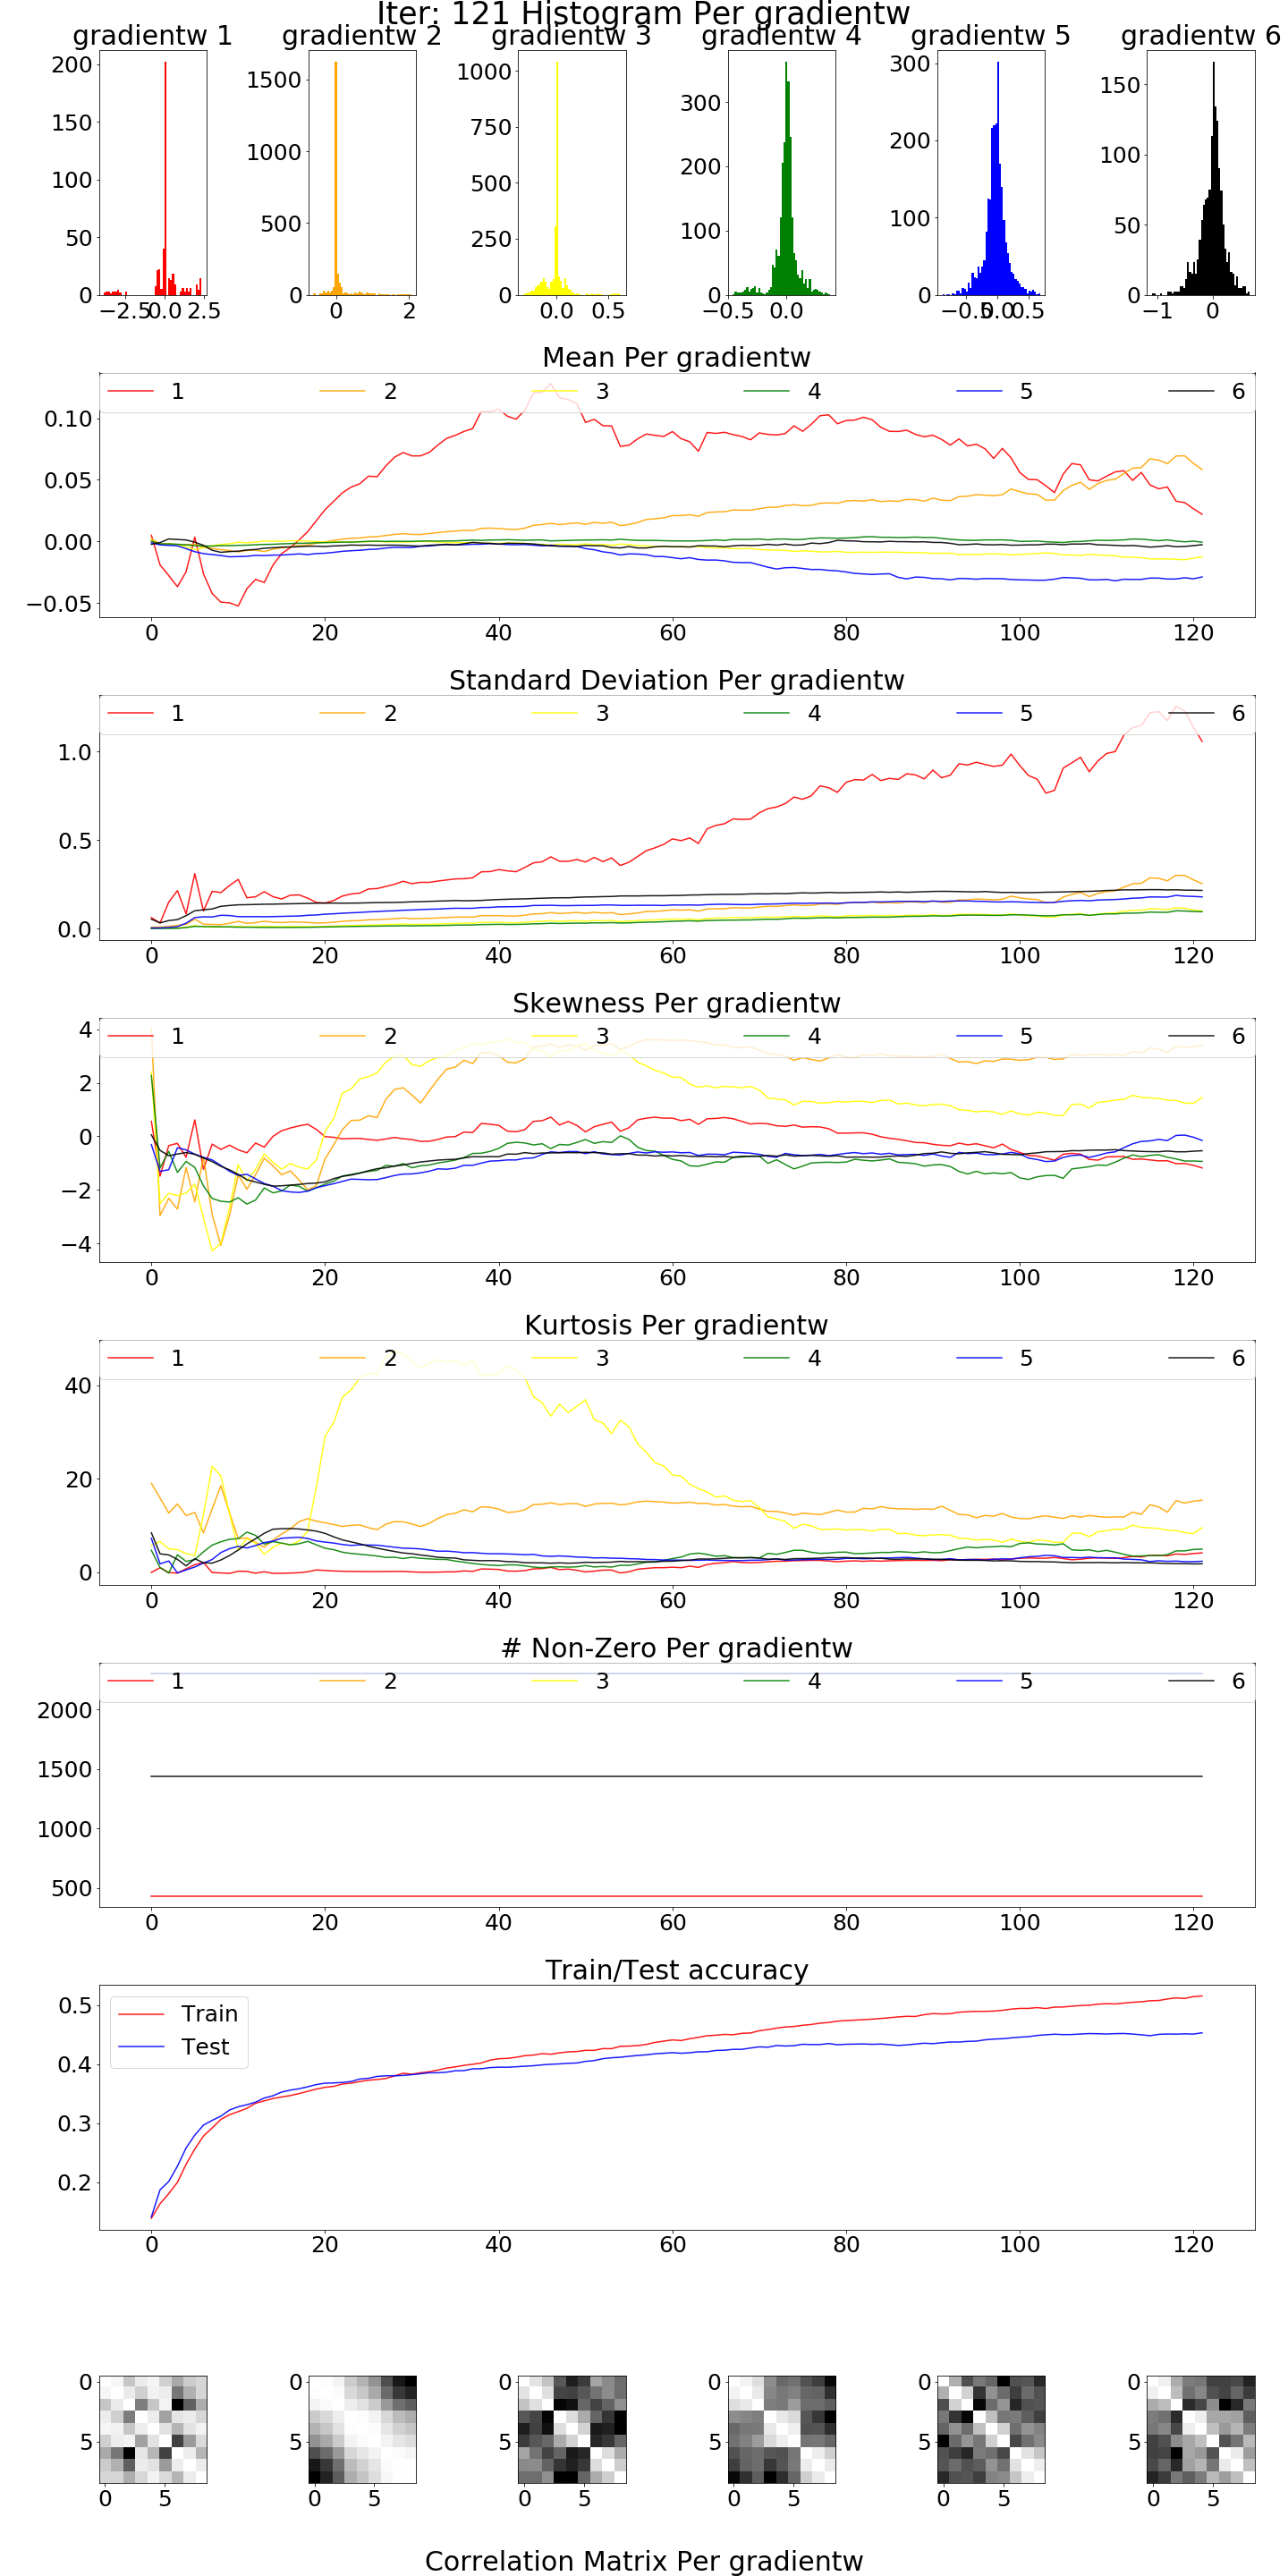 Iter: 121 Histogram Per gradientw
gradientw 1 gradientw 2 gradientw 3 gradientw 4 gradientw 5 gradientw 6
200 150 100 50 0
−2.5 0.0 2.5
1500 1000 500 0
0 2
1000 750 500 250 0
0.0 0.5
300 200 100 0
−0.5 0.0
300 200 100 0
−0.5 0.0 0.5
150 100 50 0
−1 0
Mean Per gradientw
1 2 3 4 5 6
0.10
0.05
0.00
−0.05
0 20 40 60 80 100 120
Standard Deviation Per gradientw
1 2 3 4 5 6
1.0
0.5
0.0
0 20 40 60 80 100 120
Skewness Per gradientw
1 2 3 4 5 6
4
2
0
−2
−4
0 20 40 60 80 100 120
Kurtosis Per gradientw
1 2 3 4 5 6
40
20
0
0 20 40 60 80 100 120
# Non-Zero Per gradientw
1 2 3 4 5 6
2000
1500
1000
500
0 20 40 60 80 100 120
Train/Test accuracy
Train
Test
0.5
0.4
0.3
0.2
0 20 40 60 80 100 120
0 0 0 0 0 0
5 5 5 5 5 5
0 5 0 5 0 5 0 5 0 5 0 5
Correlation Matrix Per gradientw